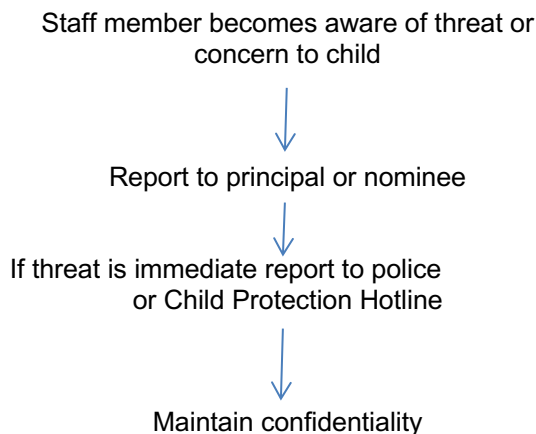 Staff member becomes aware of threat or
concern to child
Report to principal or nominee
If threat is immediate report to police
or Child Protection Hotline
Maintain confidentiality